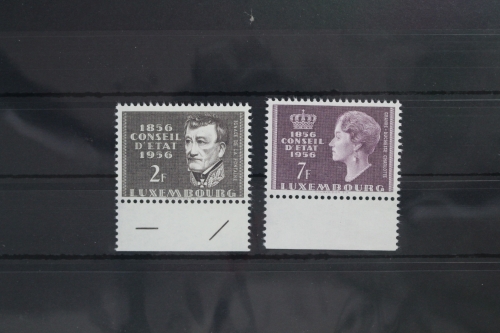 1856
CONSEIL
D'ETAT
1956
2F
LUXEMBOURG
1856
CONSEIL
D'ETAT
1956
7F
LUXEMBOURG